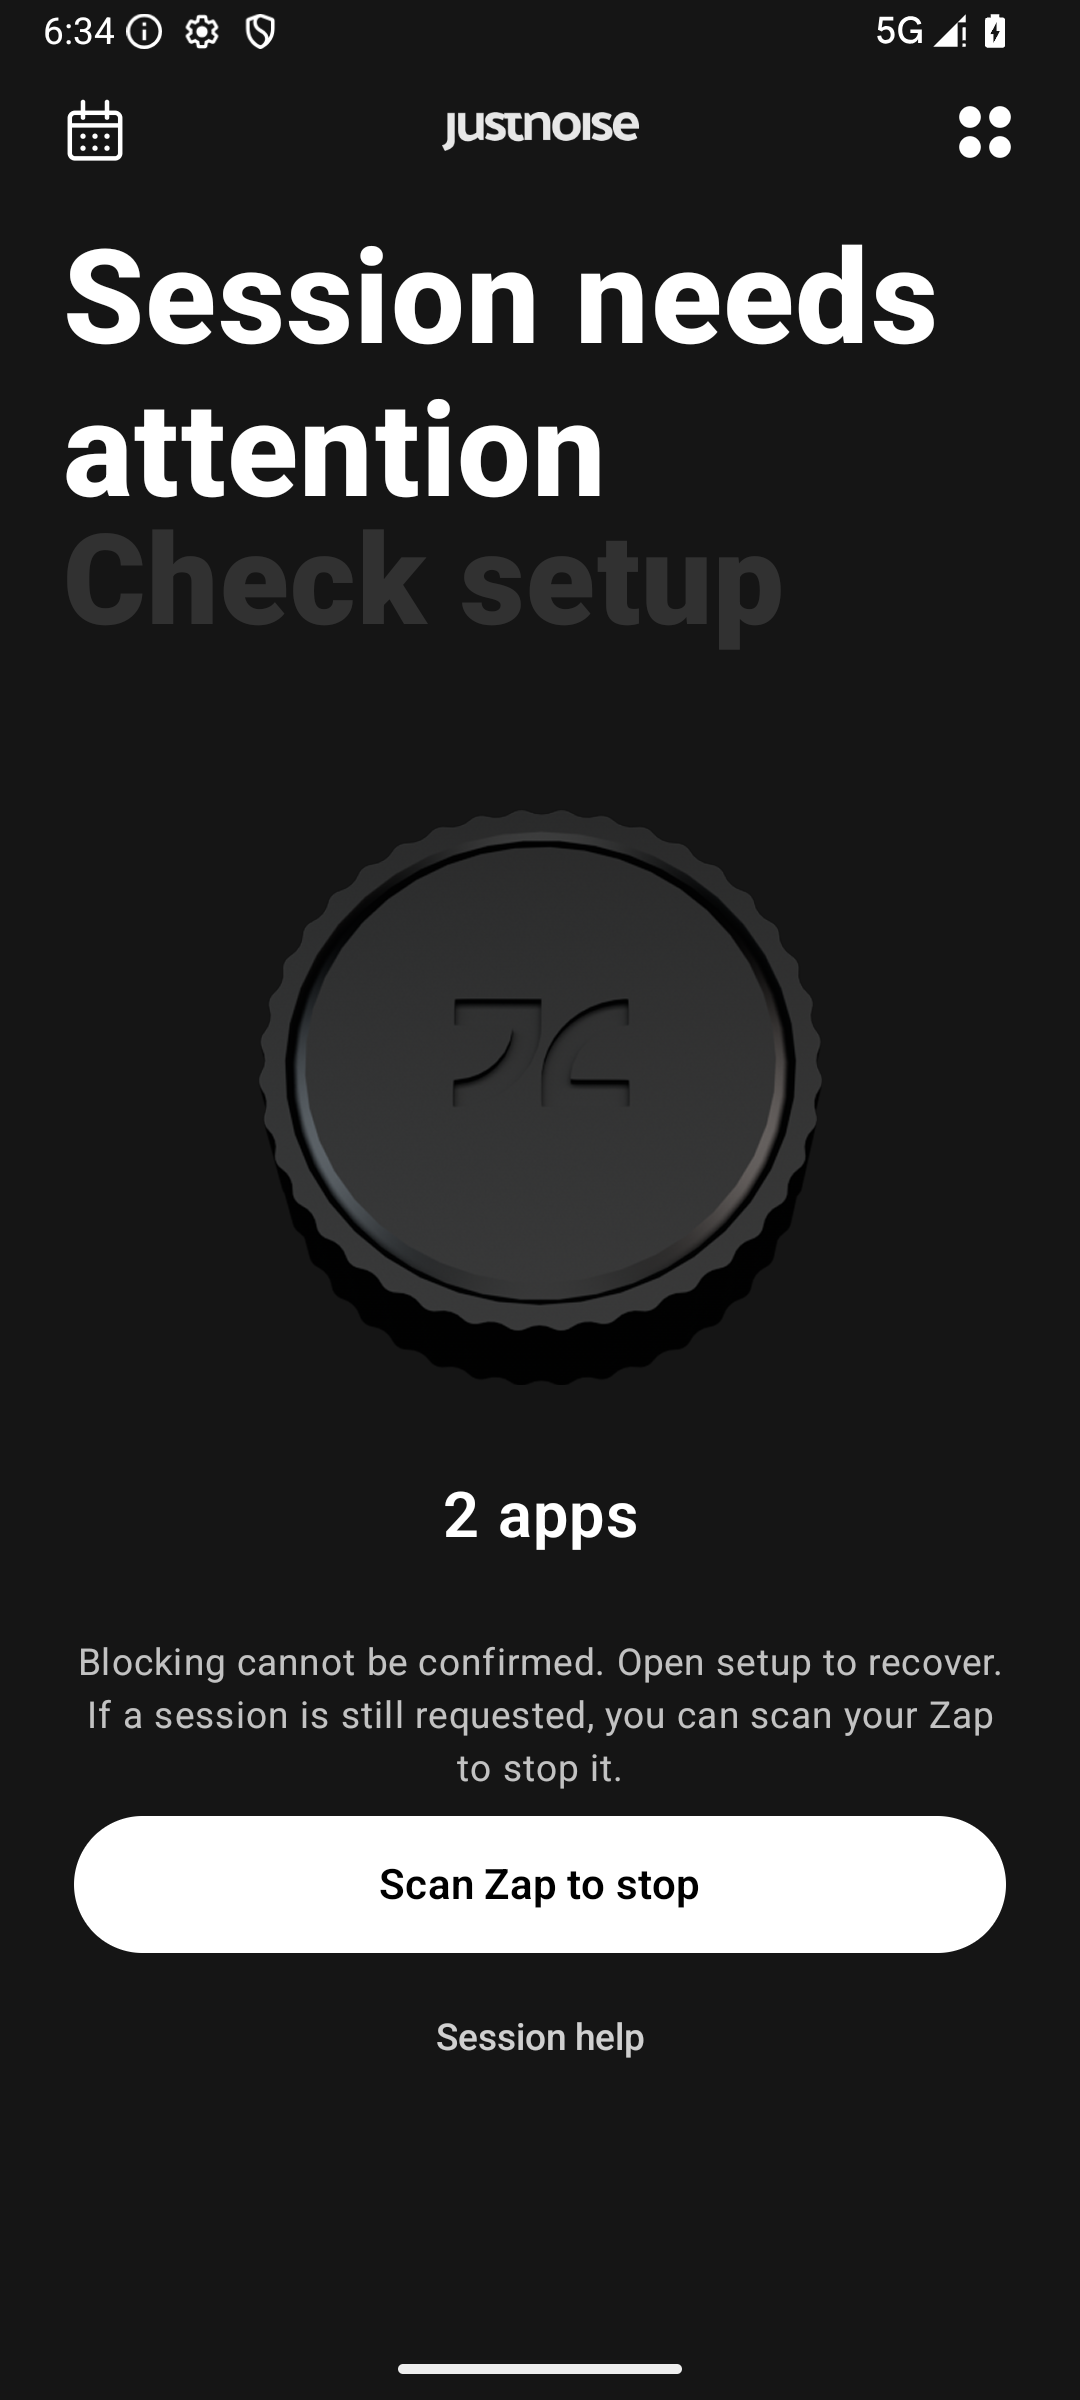 6:34
5G
justnoise
Session needs
attention
Check setup
2 apps
Blocking cannot be confirmed. Open setup to recover.
If a session is still requested, you can scan your Zap
to stop it.
Scan Zap to stop
Session help